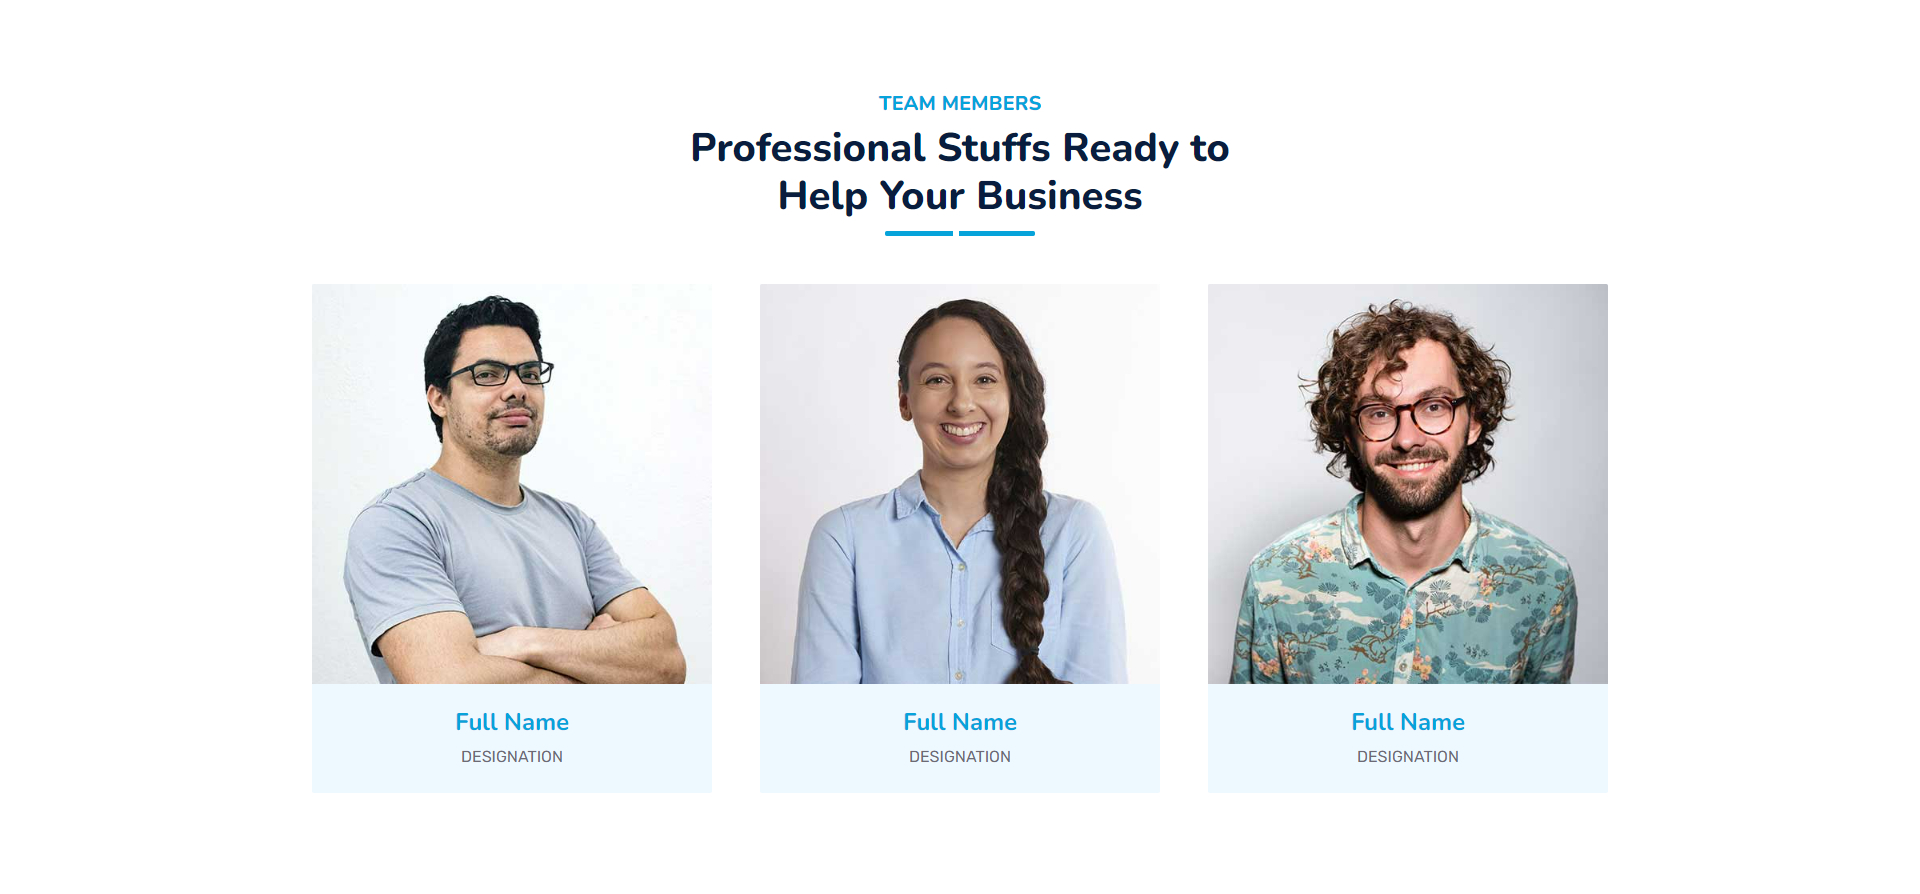 TEAM MEMBERS
Professional Stuffs Ready to
Help Your Business
Full Name
DESIGNATION
Full Name
DESIGNATION
Full Name
DESIGNATION